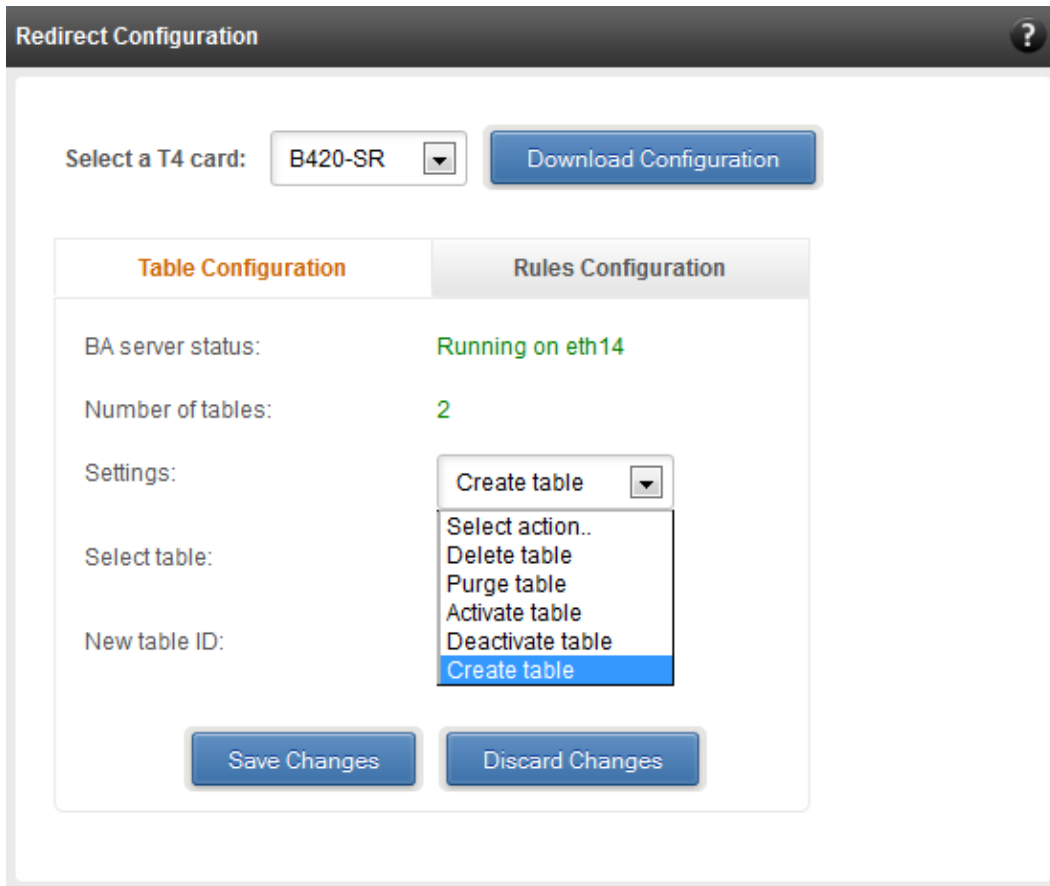 Redirect Configuration
?
Select a T4 card:
B420-SR
Download Configuration
Table Configuration
Rules Configuration
BA server status:
Running on eth14
Number of tables:
2
Settings:
Create table
Select action..
Delete table
Purge table
Activate table
Deactivate table
Create table
Select table:
New table ID:
Save Changes
Discard Changes